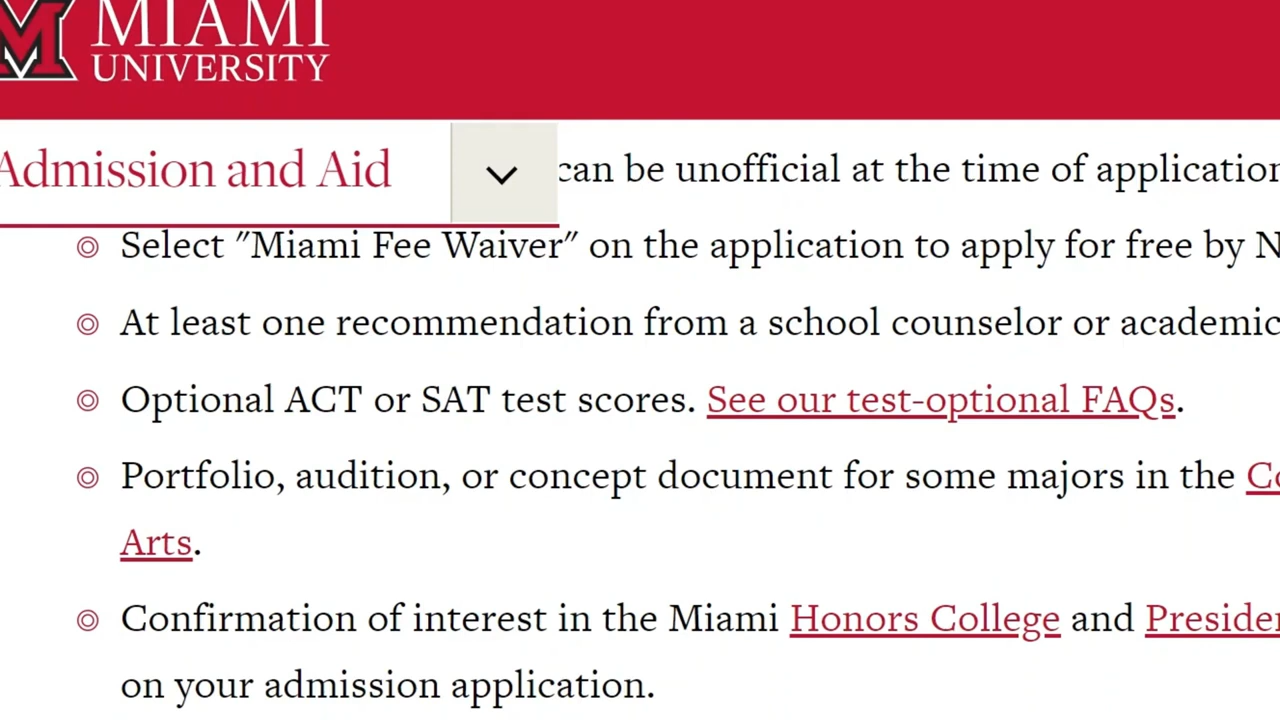 MIAMI
UNIVERSITY
Admission and Aid
can be unofficial at the time of application
Select "Miami Fee Waiver" on the application to apply for free by
At least one recommendation from a school counselor or academic
Optional ACT or SAT test scores. See our test-optional FAQs.
Portfolio, audition, or concept document for some majors in the
Arts.
Confirmation of interest in the Miami Honors College and
on your admission application.